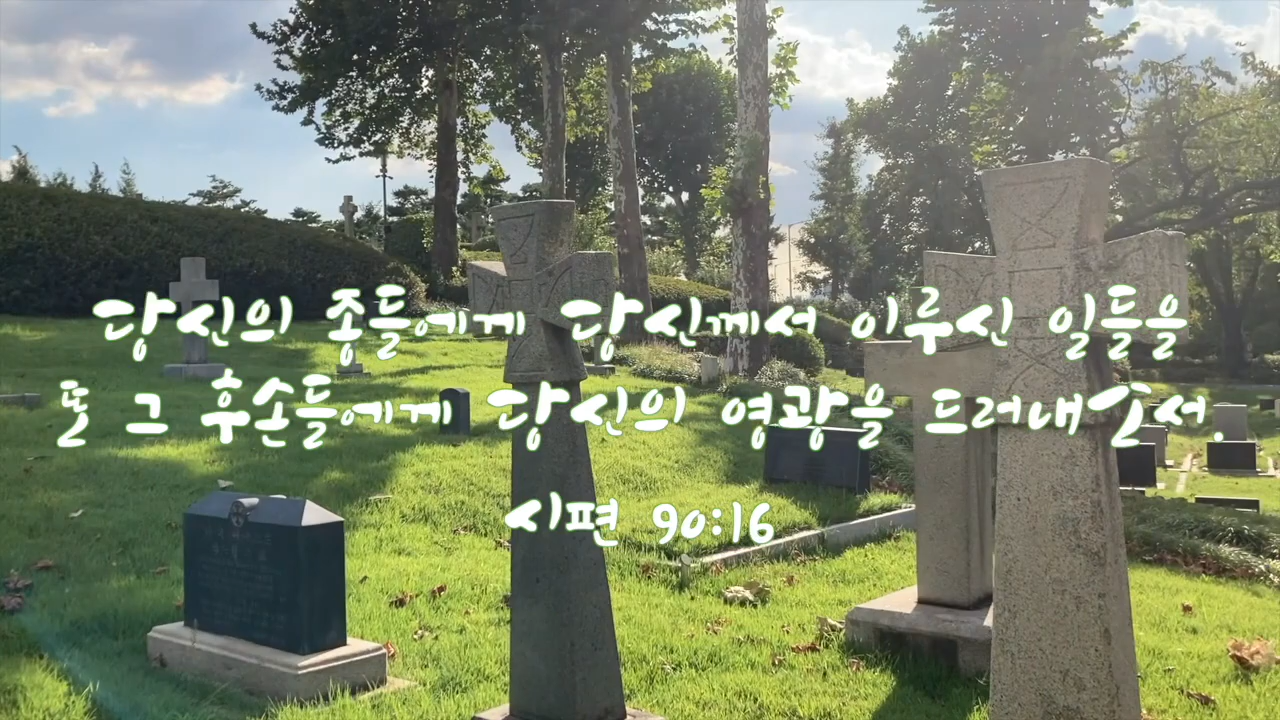 당신의 종들에게 당신께서 이루신 일들을
또 그 후손들에게 당신의 영광을 드러내소서.
시편 90:16